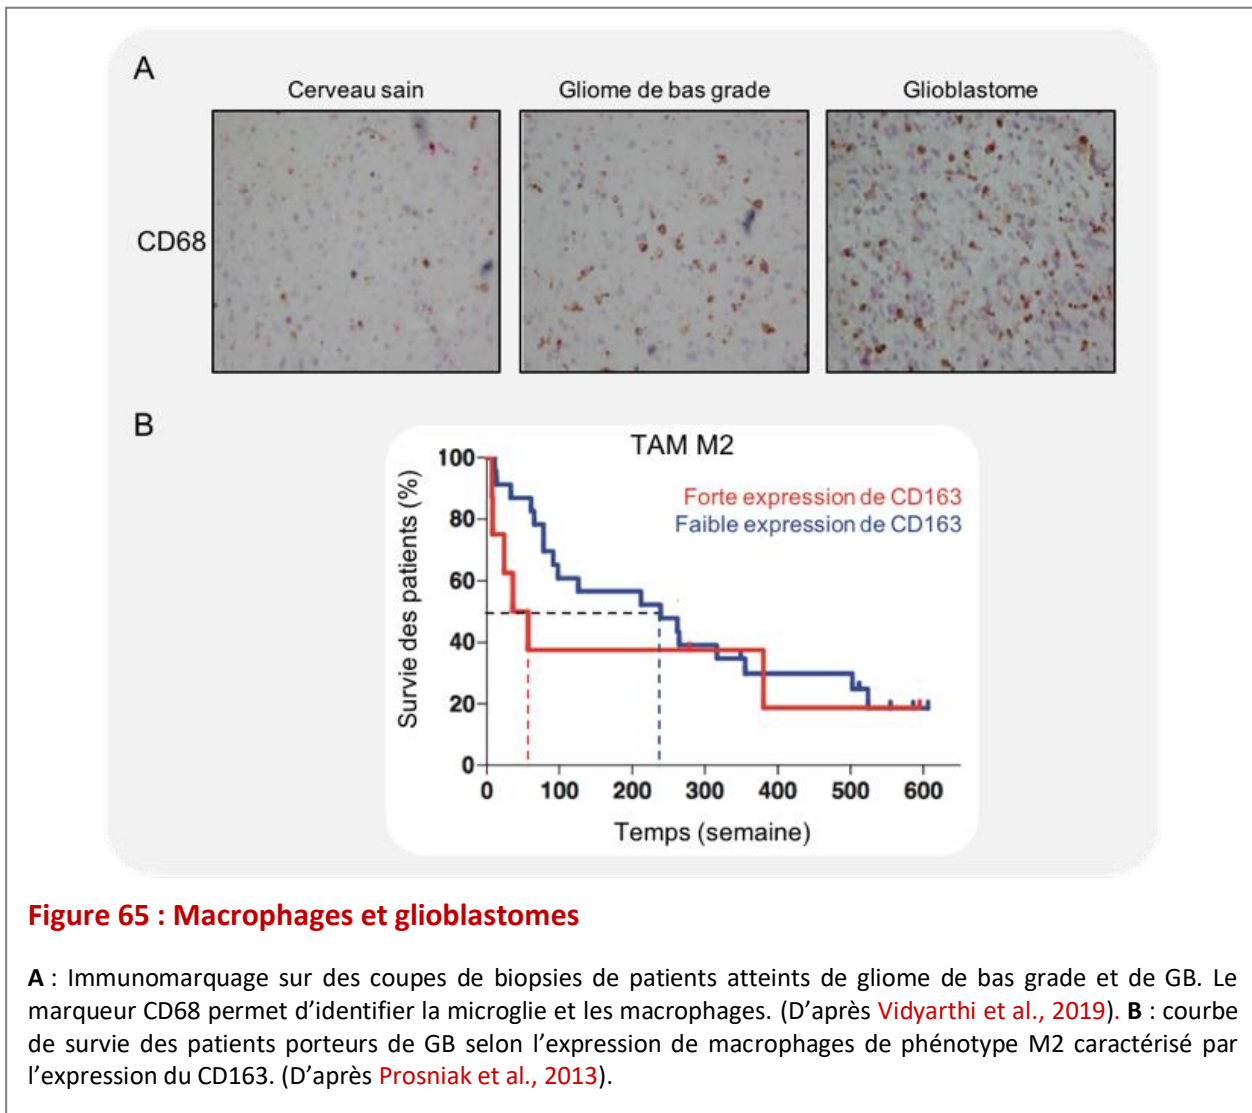 A
Cerveau sain
Gliome de bas grade
Glioblastome
CD68
B
TAM M2
Forte expression de CD163
Faible expression de CD163
Survie des patients (%)
100
80
60
40
20
0
0 100 200 300 400 500 600
Temps (semaine)
Figure 65 : Macrophages et glioblastomes
A : Immunomarquage sur des coupes de biopsies de patients atteints de gliome de bas grade et de GB. Le
marqueur CD68 permet d’identifier la microglie et les macrophages. (D’après Vidyarthi et al., 2019). B : courbe
de survie des patients porteurs de GB selon l’expression de macrophages de phénotype M2 caractérisé par
l’expression du CD163. (D’après Prosniak et al., 2013).